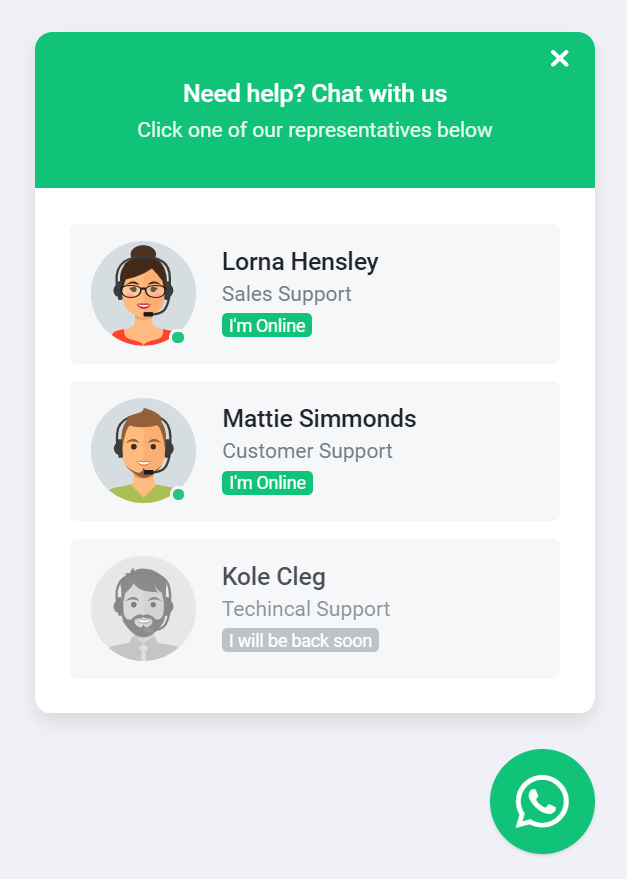 Need help? Chat with us
Click one of our representatives below
Lorna Hensley
Sales Support
I'm Online
Mattie Simmonds
Customer Support
I'm Online
Kole Cleg
Techincal Support
I will be back soon